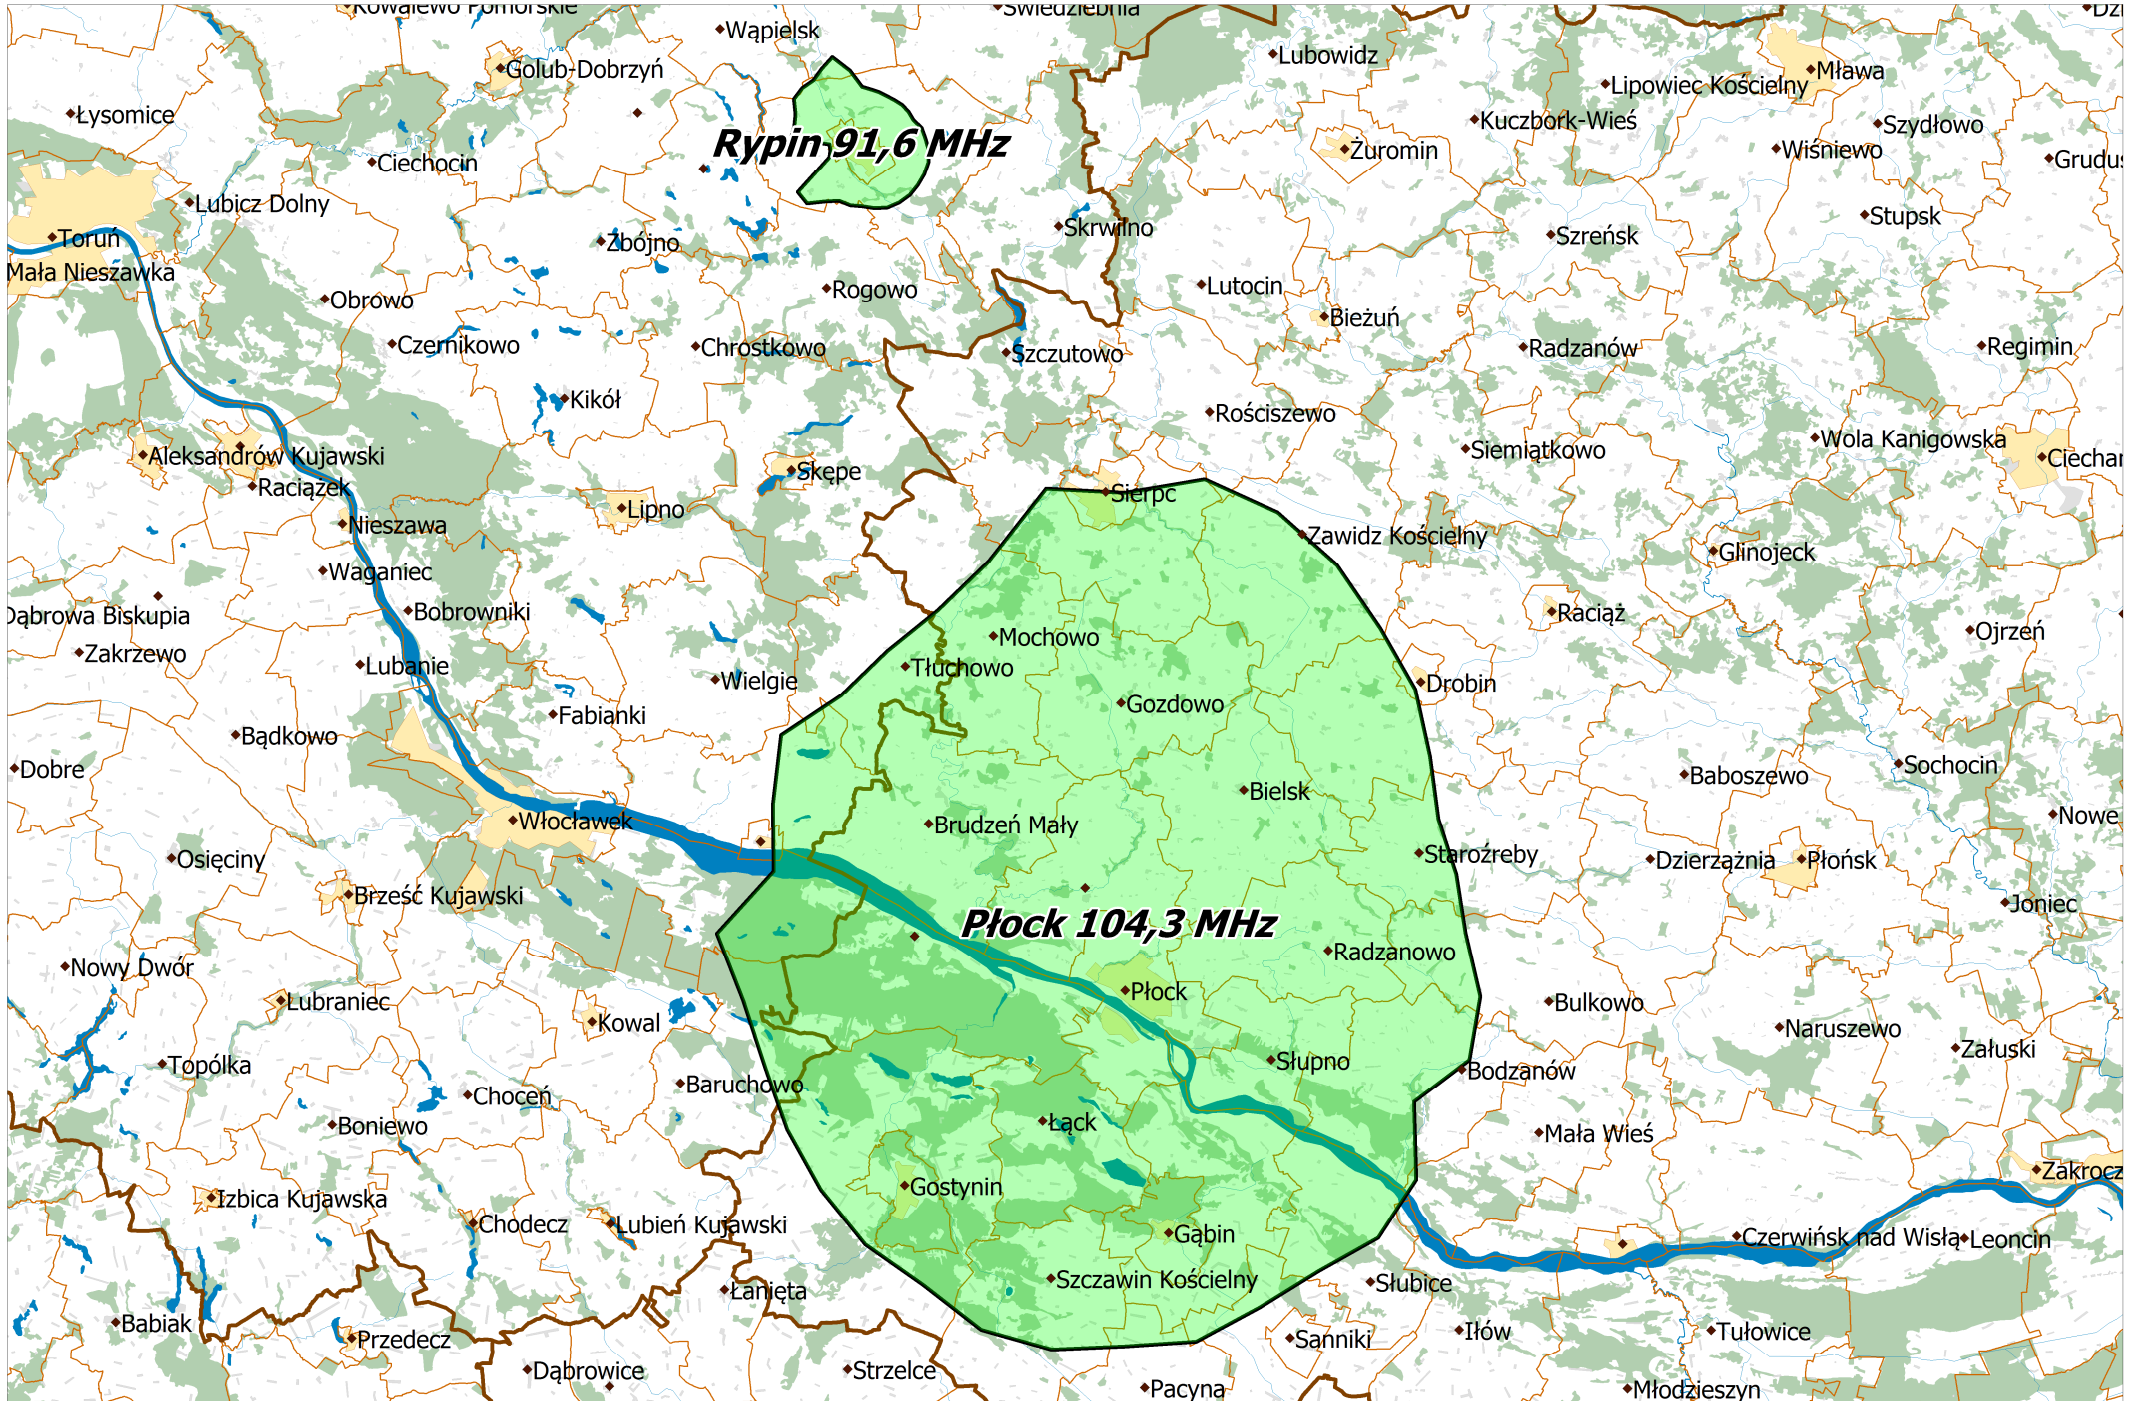 Kowalewo Pomorskie
Świedziebnia
Wąpielsk
Lubowidz
Golub-Dobrzyń
Mława
Lipowiec Kościelny
Łysomice
Kuczbork-Wieś
Szydłowo
Rypin 91,6 MHz
Żuromin
Wiśniewo
Ciechocin
Lubicz Dolny
Stupsk
Skrwilno
Toruń
Zbójno
Szreńsk
Mała Nieszawka
Obrowo
Rogowo
Lutocin
Bieżuń
Czernikowo
Chrostkowo
Szczutowo
Radzanów
Regimin
Kikół
Rościszewo
Wola Kanigowska
Aleksandrów Kujawski
Siemiątkowo
Skępe
Raciążek
Sierpc
Lipno
Nieszawa
Zawidz Kościelny
Glinojeck
Waganiec
Bobrowniki
Dąbrowa Biskupia
Raciąż
Ojrzeń
Mochowo
Zakrzewo
Lubanie
Tłuchowo
Wielgie
Drobin
Gozdowo
Fabianki
Bądkowo
Dobre
Sochocin
Baboszewo
Bielsk
Nowe
Włocławek
Brudzeń Mały
Osięciny
Staroźreby
Dzierzążnia
Płońsk
Brześć Kujawski
Joniec
Płock 104,3 MHz
Radzanowo
Nowy Dwór
Płock
Lubraniec
Bulkowo
Kowal
Naruszewo
Załuski
Topólka
Słupno
Bodzanów
Baruchowo
Choceń
Łąck
Boniewo
Mała Wieś
Gostynin
Izbica Kujawska
Chodecz
Lubień Kujawski
Gąbin
Czerwińsk nad Wisłą
Leoncin
Szczawin Kościelny
Słubice
Łanięta
Babiak
Przedecz
Sanniki
Iłów
Tułowice
Dąbrowice
Strzelce
Pacyna
Młodzieszyn